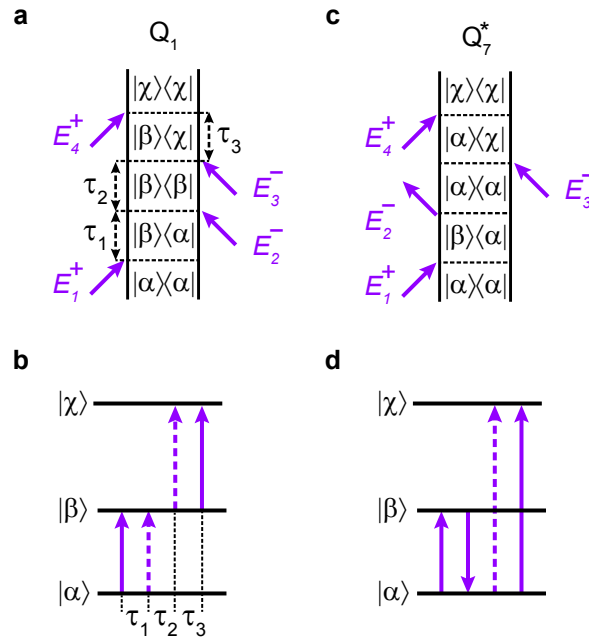 a
Q₁
|χ⟩⟨χ|
E₄⁺
|β⟩⟨χ|
τ₃
τ₂
|β⟩⟨β|
E₃⁻
τ₁
|β⟩⟨α|
E₂⁻
E₁⁺
|α⟩⟨α|
c
Q₇*
|χ⟩⟨χ|
E₄⁺
|α⟩⟨χ|
|α⟩⟨α|
E₃⁻
E₂⁻
|β⟩⟨α|
E₁⁺
|α⟩⟨α|
b
|χ⟩
|β⟩
|α⟩
τ₁ τ₂ τ₃
d
|χ⟩
|β⟩
|α⟩